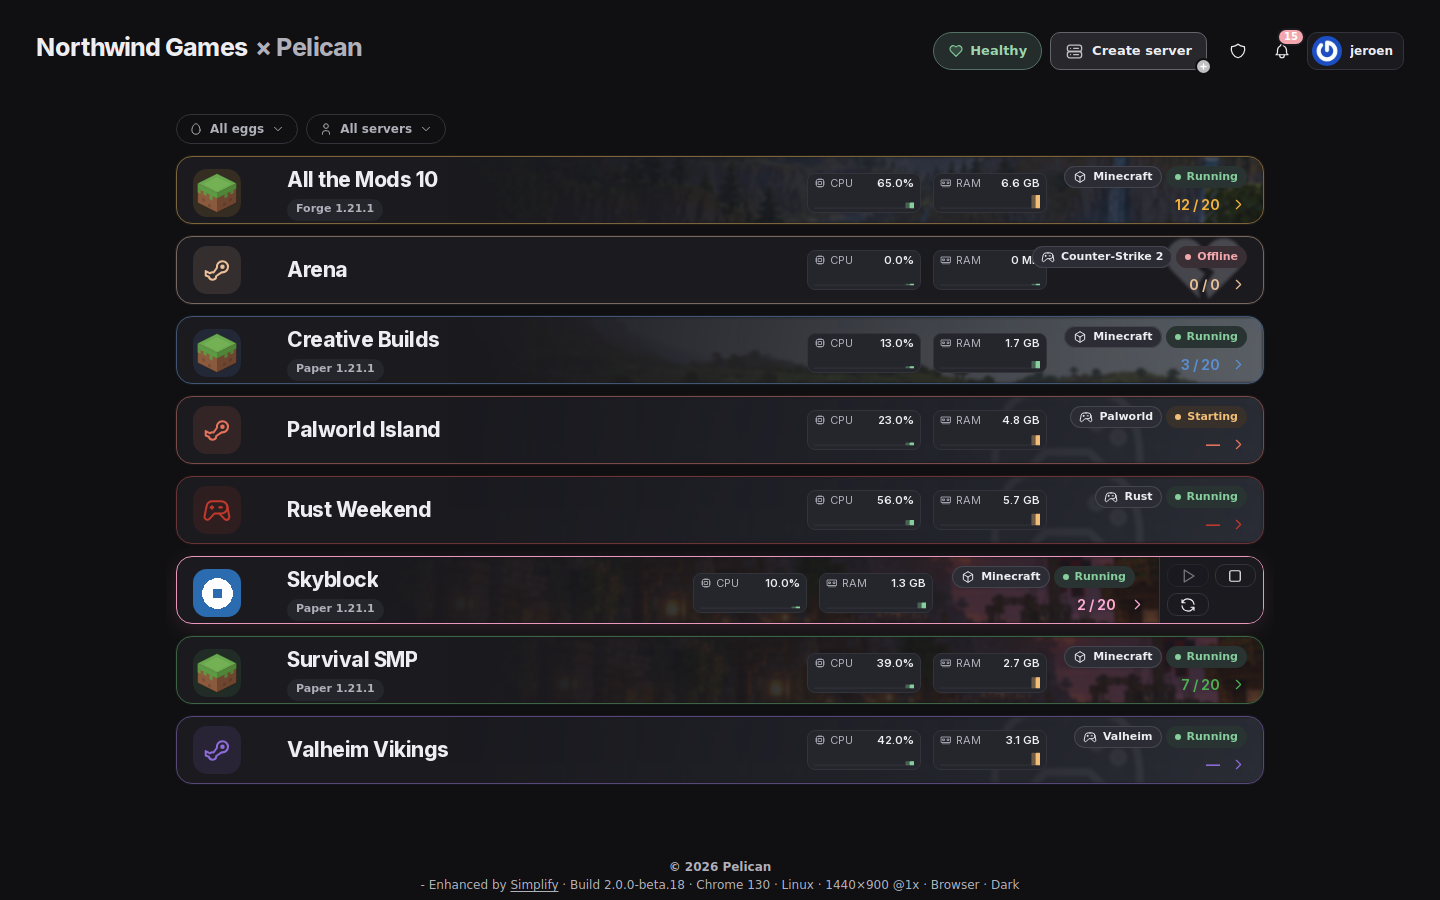 Northwind Games × Pelican
Healthy
Create server
15
jeroen
All eggs
All servers
All the Mods 10
Forge 1.21.1
CPU 65.0%
RAM 6.6 GB
Minecraft
Running
12 / 20
Arena
CPU 0.0%
RAM 0
Counter-Strike 2
Offline
0 / 0
Creative Builds
Paper 1.21.1
CPU 13.0%
RAM 1.7 GB
Minecraft
Running
3 / 20
Palworld Island
CPU 23.0%
RAM 4.8 GB
Palworld
Starting
—
Rust Weekend
CPU 56.0%
RAM 5.7 GB
Rust
Running
—
Skyblock
Paper 1.21.1
CPU 10.0%
RAM 1.3 GB
Minecraft
Running
2 / 20
Survival SMP
Paper 1.21.1
CPU 39.0%
RAM 2.7 GB
Minecraft
Running
7 / 20
Valheim Vikings
CPU 42.0%
RAM 3.1 GB
Valheim
Running
—
© 2026 Pelican
- Enhanced by Simplify · Build 2.0.0-beta.18 · Chrome 130 · Linux · 1440×900 @1x · Browser · Dark